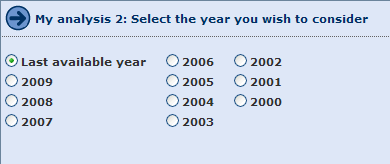 My analysis 2: Select the year you wish to consider
Last available year 2006 2002
2009 2005 2001
2008 2004 2000
2007 2003